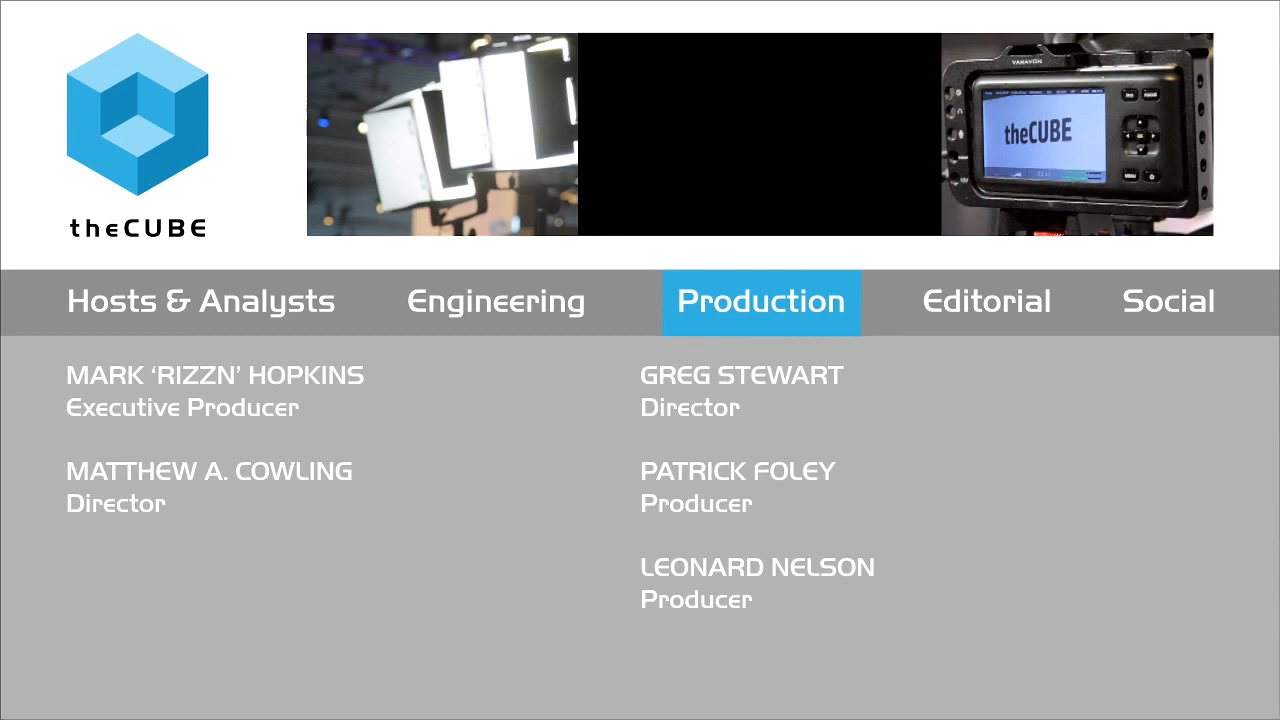 theCUBE
VARAVON
theCUBE
MENU
Hosts & Analysts
Engineering
Production
Editorial
Social
MARK ‘RIZZN’ HOPKINS
Executive Producer
MATTHEW A. COWLING
Director
GREG STEWART
Director
PATRICK FOLEY
Producer
LEONARD NELSON
Producer